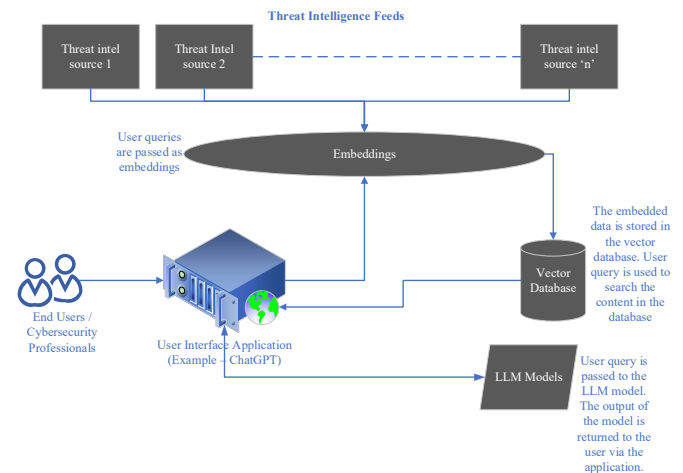 Threat Intelligence Feeds
Threat intel
source 1
Threat Intel
source 2
Threat intel
source ‘n’
User queries
are passed as
embeddings
Embeddings
The embedded
data is stored in
the vector
database. User
query is used to
search the
content in the
database
Vector
Database
End Users /
Cybersecurity
Professionals
User Interface Application
(Example – ChatGPT)
LLM Models
User query is
passed to the
LLM model.
The output of
the model is
returned to the
user via the
application.